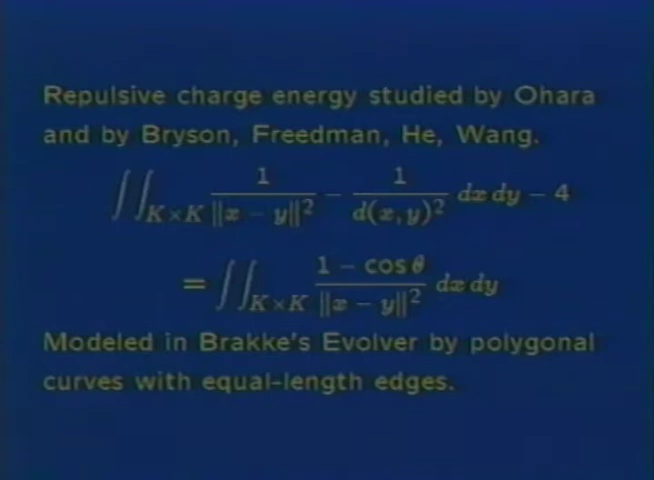 Repulsive charge energy studied by Ohara
and by Bryson, Freedman, He, Wang.
∬_{K×K} 1/‖x − y‖² − 1/d(x,y)² dx dy − 4
= ∬_{K×K} (1 − cos θ)/‖x − y‖² dx dy
Modeled in Brakke's Evolver by polygonal
curves with equal-length edges.